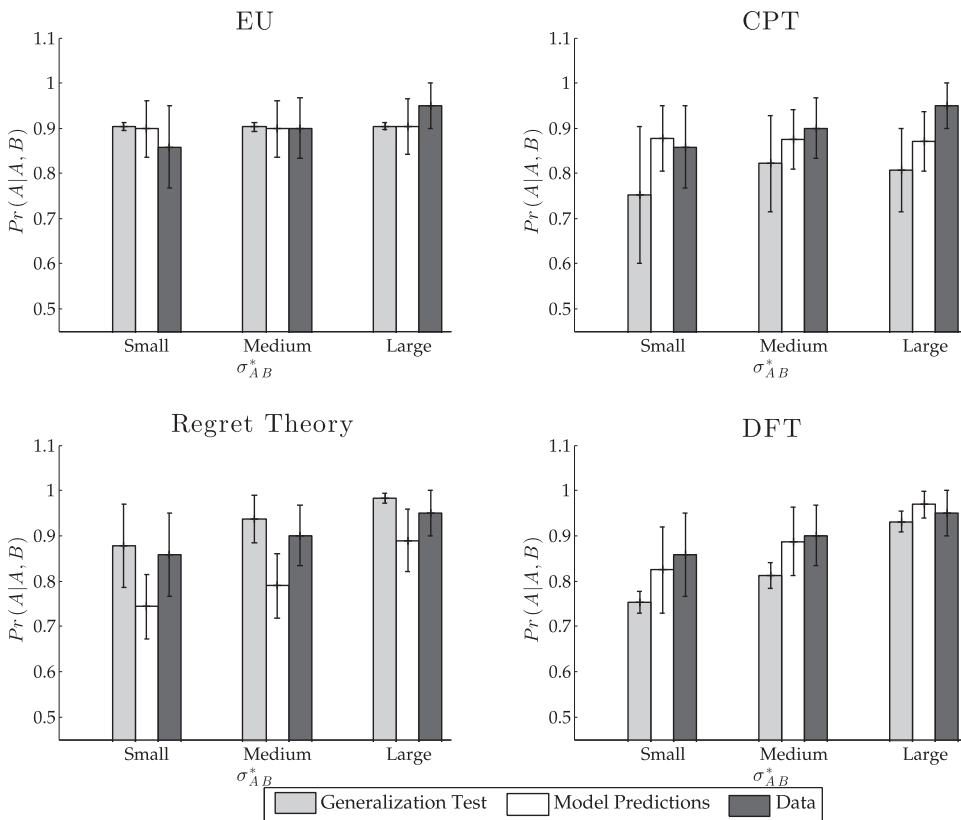 EU
1.1
1
0.9
0.8
0.7
0.6
0.5
Pr(A|A, B)
Small Medium Large
σ*AB
CPT
1.1
1
0.9
0.8
0.7
0.6
0.5
Pr(A|A, B)
Small Medium Large
σ*AB
Regret Theory
1.1
1
0.9
0.8
0.7
0.6
0.5
Pr(A|A, B)
Small Medium Large
σ*AB
DFT
1.1
1
0.9
0.8
0.7
0.6
0.5
Pr(A|A, B)
Small Medium Large
σ*AB
Generalization Test Model Predictions Data